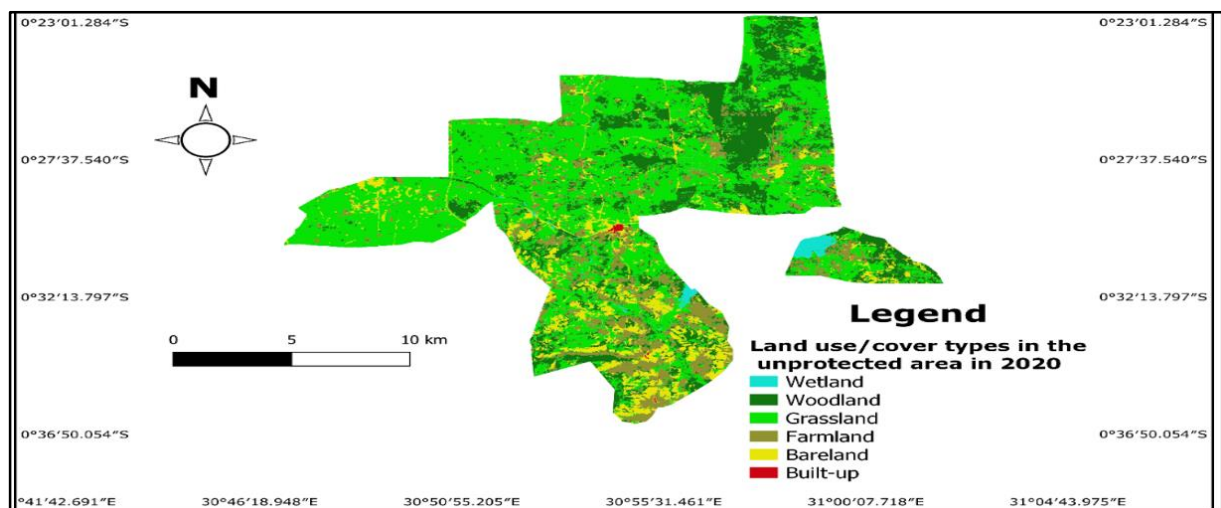 0°23′01.284″S
0°23′01.284″S
N
0°27′37.540″S
0°27′37.540″S
0°32′13.797″S
0°32′13.797″S
0 5 10 km
Legend
Land use/cover types in the
unprotected area in 2020
Wetland
Woodland
Grassland
Farmland
Bareland
Built-up
0°36′50.054″S
0°36′50.054″S
°41′42.691″E 30°46′18.948″E 30°50′55.205″E 30°55′31.461″E 31°00′07.718″E 31°04′43.975″E